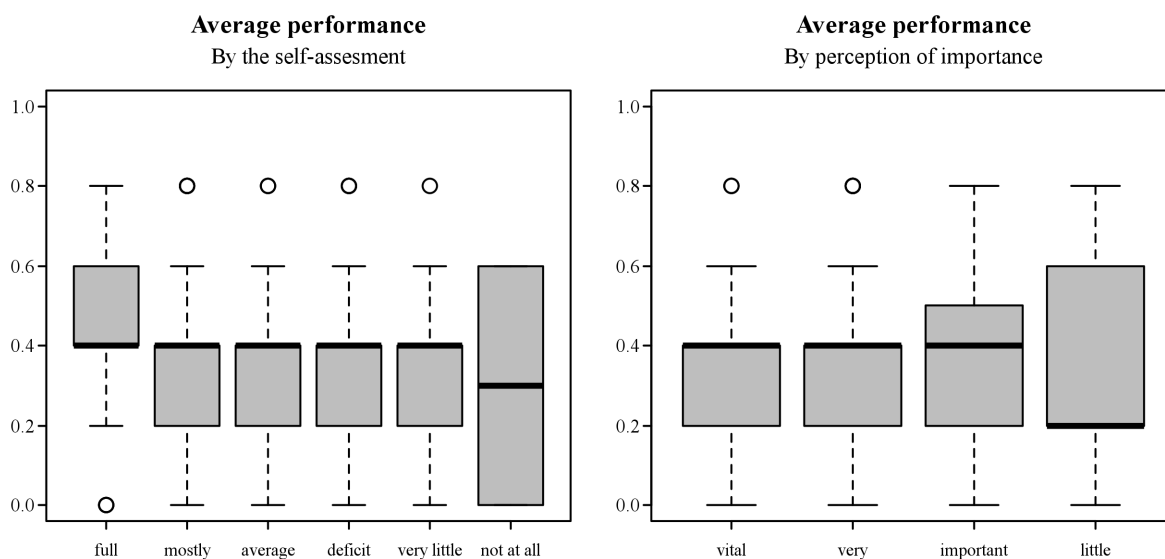 Average performance
By the self-assesment
1.0
0.8
0.6
0.4
0.2
0.0
full mostly average deficit very little not at all
Average performance
By perception of importance
1.0
0.8
0.6
0.4
0.2
0.0
vital very important little